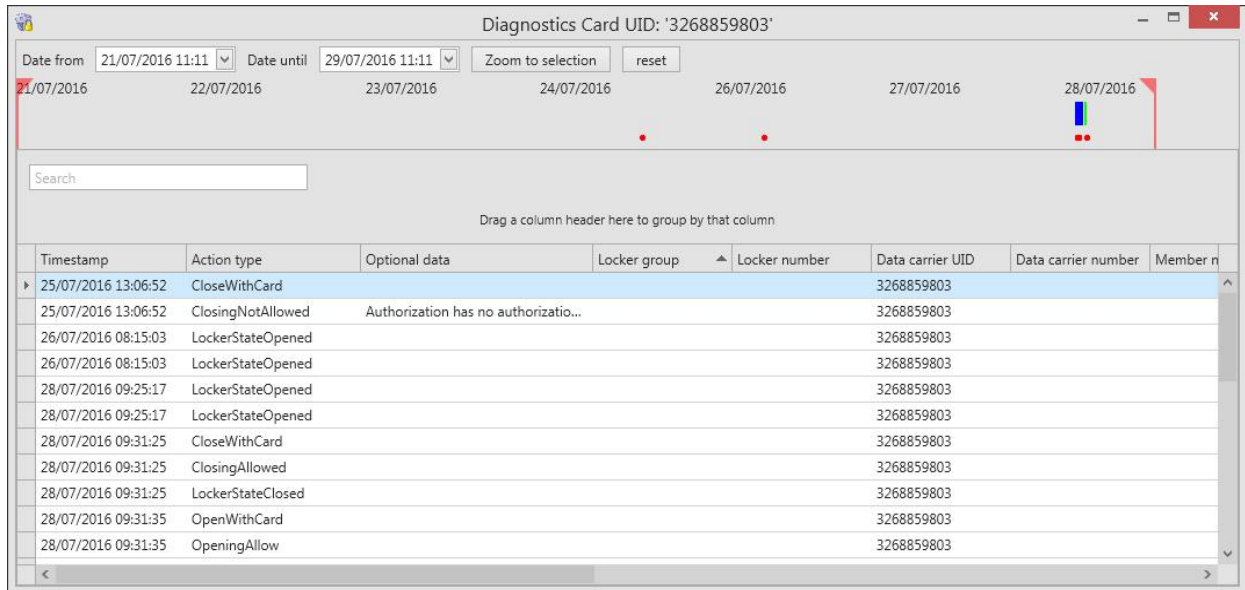 Diagnostics Card UID: '3268859803'
Date from 21/07/2016 11:11 Date until 29/07/2016 11:11 Zoom to selection reset
21/07/2016 22/07/2016 23/07/2016 24/07/2016 26/07/2016 27/07/2016 28/07/2016
Search
Drag a column header here to group by that column
Timestamp Action type Optional data Locker group Locker number Data carrier UID Data carrier number Member n
25/07/2016 13:06:52 CloseWithCard 3268859803
25/07/2016 13:06:52 ClosingNotAllowed Authorization has no authorizatio... 3268859803
26/07/2016 08:15:03 LockerStateOpened 3268859803
26/07/2016 08:15:03 LockerStateOpened 3268859803
28/07/2016 09:25:17 LockerStateOpened 3268859803
28/07/2016 09:25:17 LockerStateOpened 3268859803
28/07/2016 09:31:25 CloseWithCard 3268859803
28/07/2016 09:31:25 ClosingAllowed 3268859803
28/07/2016 09:31:25 LockerStateClosed 3268859803
28/07/2016 09:31:35 OpenWithCard 3268859803
28/07/2016 09:31:35 OpeningAllow 3268859803